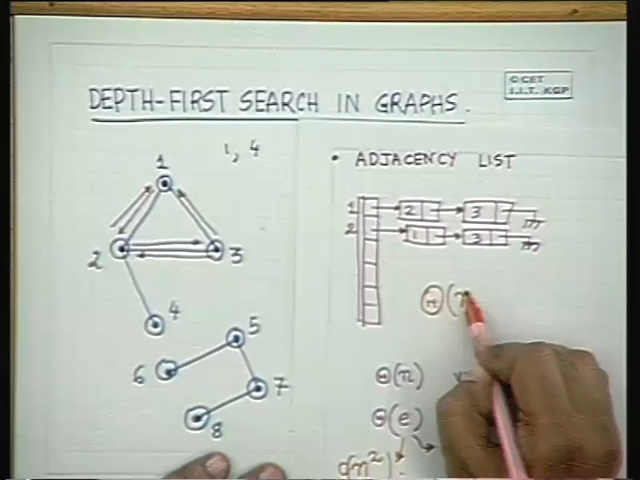 DEPTH-FIRST SEARCH IN GRAPHS.
© CET
I.I.T. KGP
1, 4
1
2
3
4
5
6
7
8
• ADJACENCY LIST
1 2 3
2 1 3
Θ(n
Θ(n)
Θ(e)